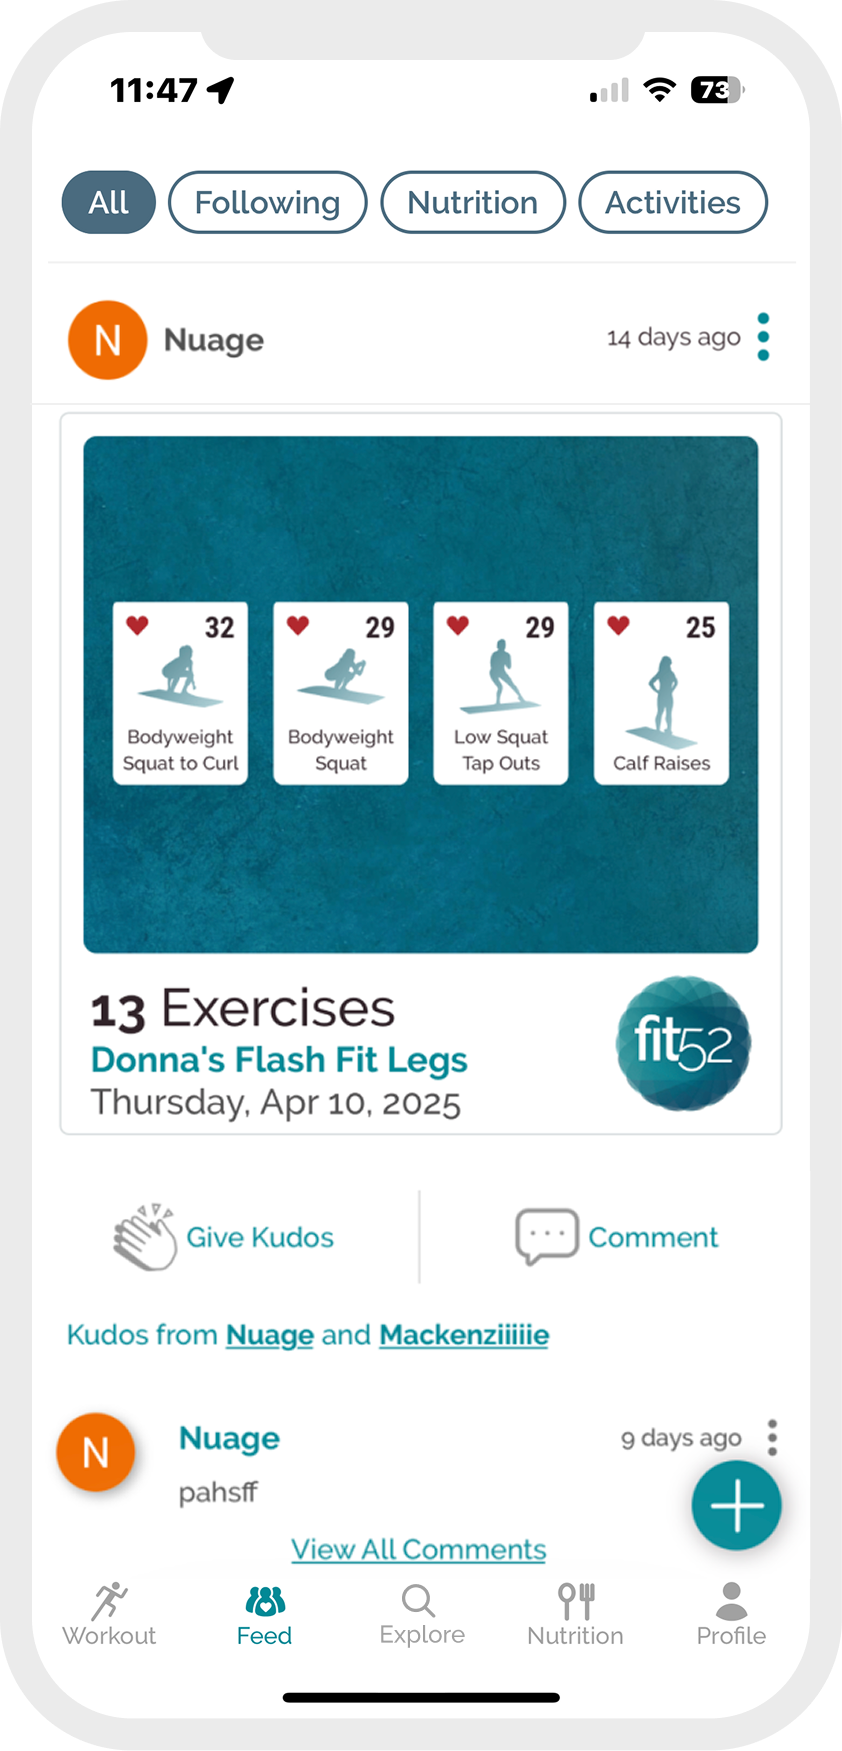 11:47
73
All
Following
Nutrition
Activities
N
Nuage
14 days ago
32
Bodyweight
Squat to Curl
29
Bodyweight
Squat
29
Low Squat
Tap Outs
25
Calf Raises
13 Exercises
Donna's Flash Fit Legs
Thursday, Apr 10, 2025
fit52
Give Kudos
Comment
Kudos from Nuage and Mackenziiiiie
N
Nuage
9 days ago
pahsff
View All Comments
Workout
Feed
Explore
Nutrition
Profile